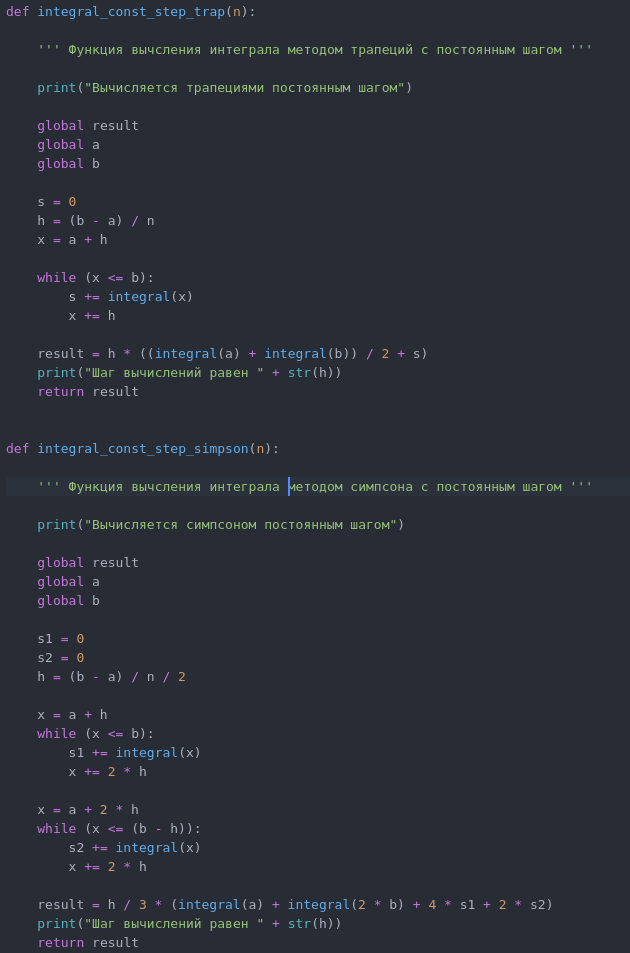 def integral_const_step_trap(n):
''' Функция вычсления интеграла методом трапеций с постоянным шагом '''
print("Вычисляется трапециями постоянным шагом")
global result
global a
global b
s = 0
h = (b - a) / n
x = a + h
while (x <= b):
s += integral(x)
x += h
result = h * ((integral(a) + integral(b)) / 2 + s)
print("Шаг вычислений равен " + str(h))
return result
def integral_const_step_simpson(n):
''' Функция вычсления интеграла методом симпсона с постоянным шагом '''
print("Вычисляется симпсоном постоянным шагом")
global result
global a
global b
s1 = 0
s2 = 0
h = (b - a) / n / 2
x = a + h
while (x <= b):
s1 += integral(x)
x += 2 * h
x = a + 2 * h
while (x <= (b - h)):
s2 += integral(x)
x += 2 * h
result = h / 3 * (integral(a) + integral(2 * b) + 4 * s1 + 2 * s2)
print("Шаг вычислений равен " + str(h))
return result